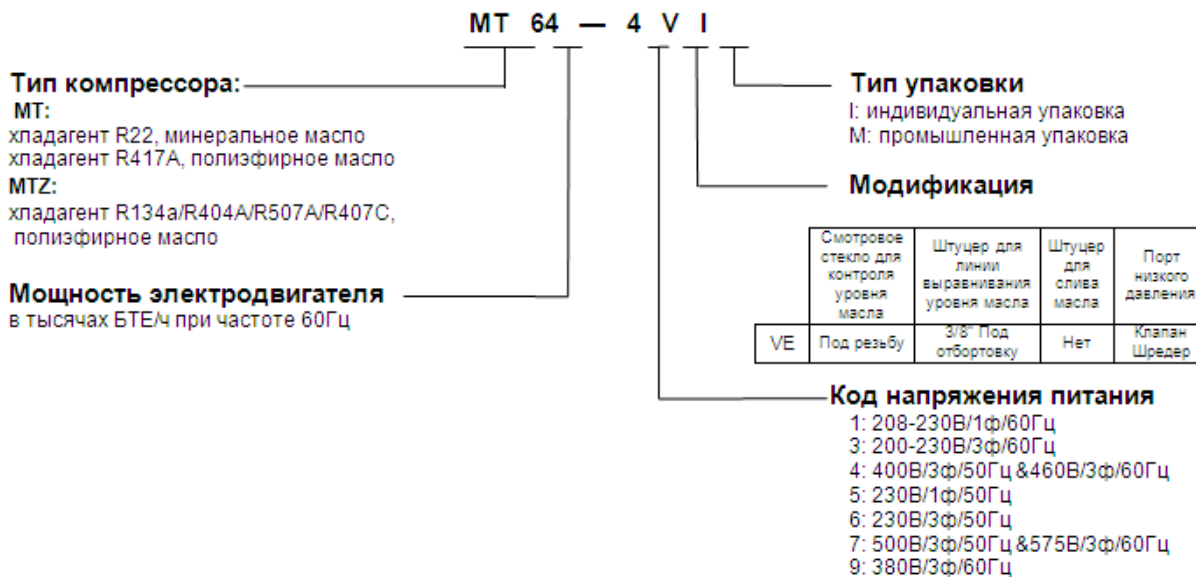 MT 64 — 4 V I
Тип компрессора:
MT:
хладагент R22, минеральное масло
хладагент R417A, полиэфирное масло
MTZ:
хладагент R134a/R404A/R507A/R407C,
полиэфирное масло
Мощность электродвигателя
в тысячах БТЕ/ч при частоте 60Гц
Тип упаковки
I: индивидуальная упаковка
M: промышленная упаковка
Модификация
Смотровое
стекло для
контроля
уровня
масла
Штуцер для
линии
выравнивания
уровня масла
Штуцер
для
слива
масла
Порт
низкого
давления
VE
Под резьбу
3/8" Под
отбортовку
Нет
Клапан
Шредер
Код напряжения питания
1: 208-230В/1ф/60Гц
3: 200-230В/3ф/60Гц
4: 400В/3ф/50Гц &460В/3ф/60Гц
5: 230В/1ф/50Гц
6: 230В/3ф/50Гц
7: 500В/3ф/50Гц &575В/3ф/60Гц
9: 380В/3ф/60Гц